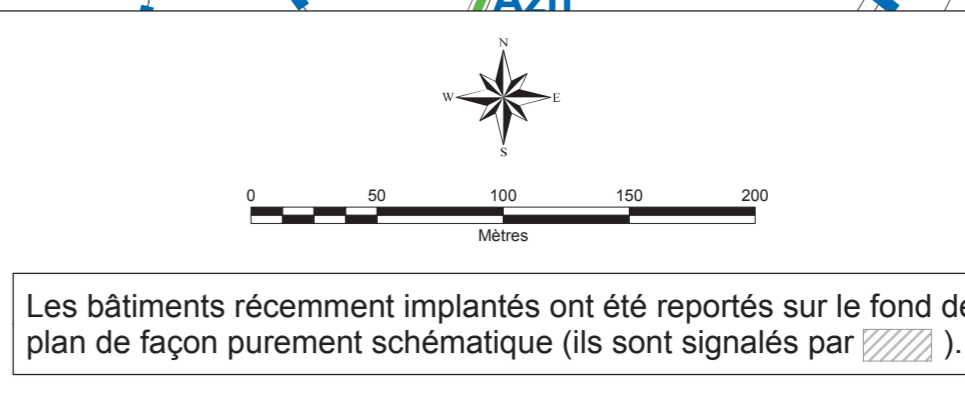 Azh
N
W E
S
0 50 100 150 200
Mètres
Les bâtiments récemment implantés ont été reportés sur le fond de
plan de façon purement schématique (ils sont signalés par ).